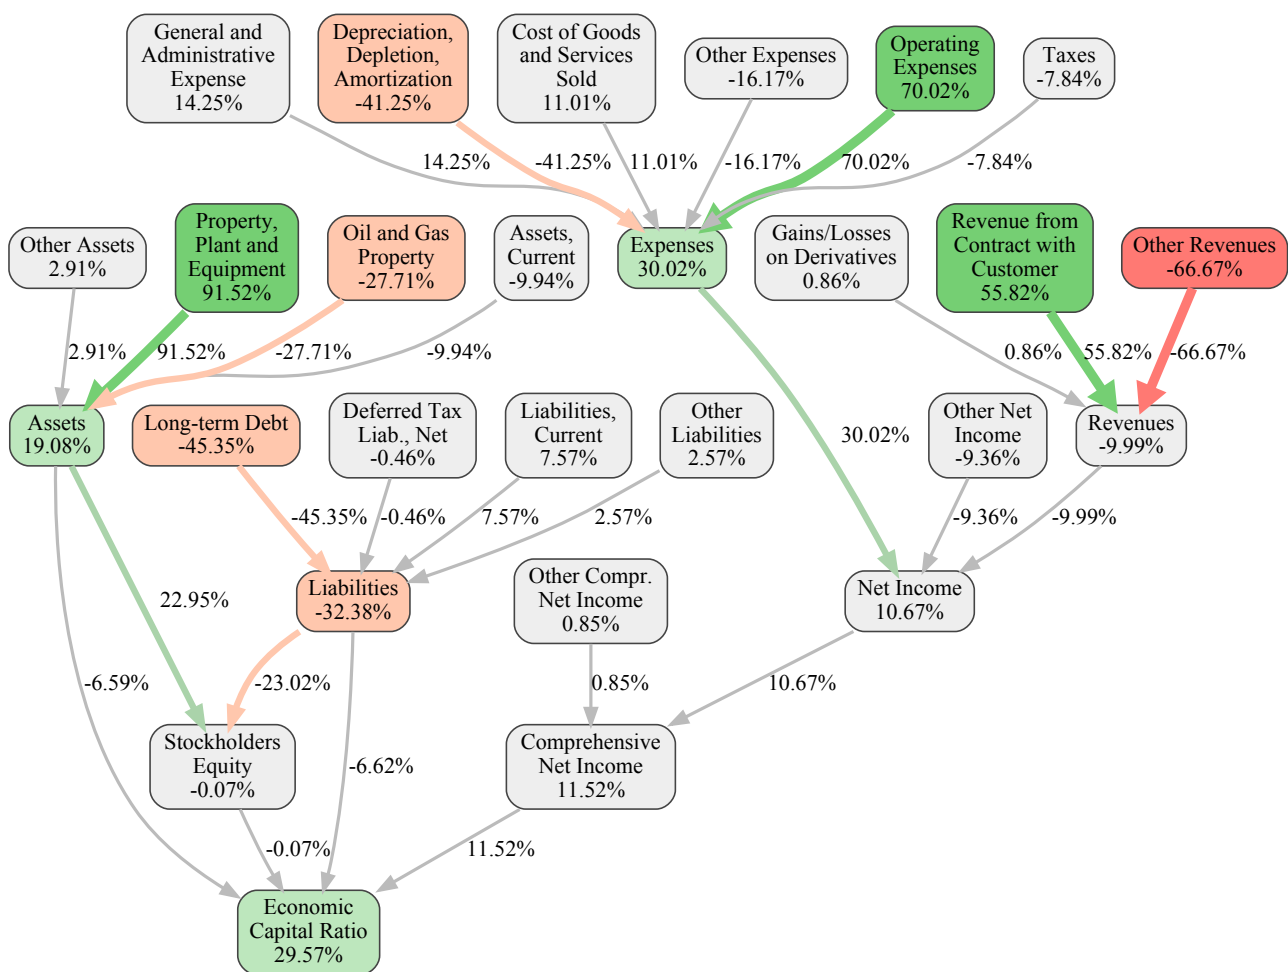 General and
Administrative
Expense
14.25%
Depreciation,
Depletion,
Amortization
-41.25%
Cost of Goods
and Services
Sold
11.01%
Other Expenses
-16.17%
Operating
Expenses
70.02%
Taxes
-7.84%
14.25%
-41.25%
11.01%
-16.17%
70.02%
-7.84%
Other Assets
2.91%
Property,
Plant and
Equipment
91.52%
Oil and Gas
Property
-27.71%
Assets,
Current
-9.94%
Expenses
30.02%
Gains/Losses
on Derivatives
0.86%
Revenue from
Contract with
Customer
55.82%
Other Revenues
-66.67%
2.91%
91.52%
-27.71%
-9.94%
0.86%
55.82%
-66.67%
Assets
19.08%
Long-term Debt
-45.35%
Deferred Tax
Liab., Net
-0.46%
Liabilities,
Current
7.57%
Other
Liabilities
2.57%
30.02%
Other Net
Income
-9.36%
Revenues
-9.99%
-45.35%
-0.46%
7.57%
2.57%
-9.36%
-9.99%
22.95%
Liabilities
-32.38%
Other Compr.
Net Income
0.85%
Net Income
10.67%
-6.59%
-23.02%
0.85%
10.67%
Stockholders
Equity
-0.07%
-6.62%
Comprehensive
Net Income
11.52%
-0.07%
11.52%
Economic
Capital Ratio
29.57%